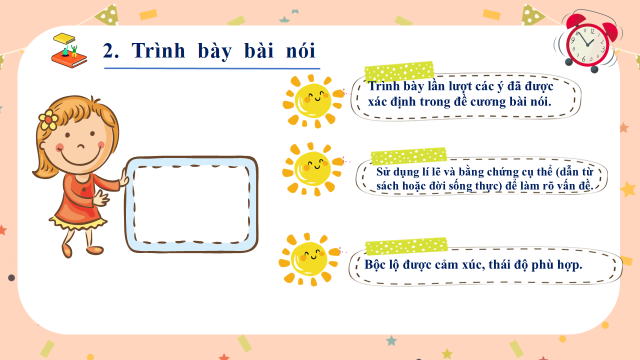 2. Trình bày bài nói
Trình bày lần lượt các ý đã được
xác định trong đề cương bài nói.
Sử dụng lí lẽ và bằng chứng cụ thể (dẫn từ
sách hoặc đời sống thực) để làm rõ vấn đề.
Bộc lộ được cảm xúc, thái độ phù hợp.